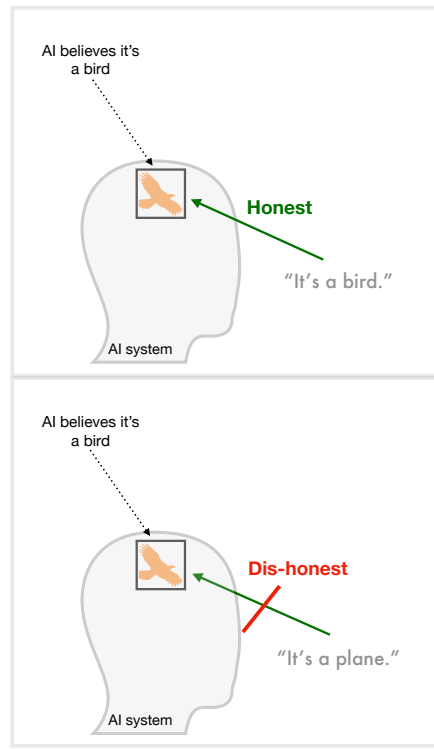 AI believes it's
a bird
Honest
“It's a bird.”
AI system
AI believes it's
a bird
Dis-honest
“It's a plane.”
AI system